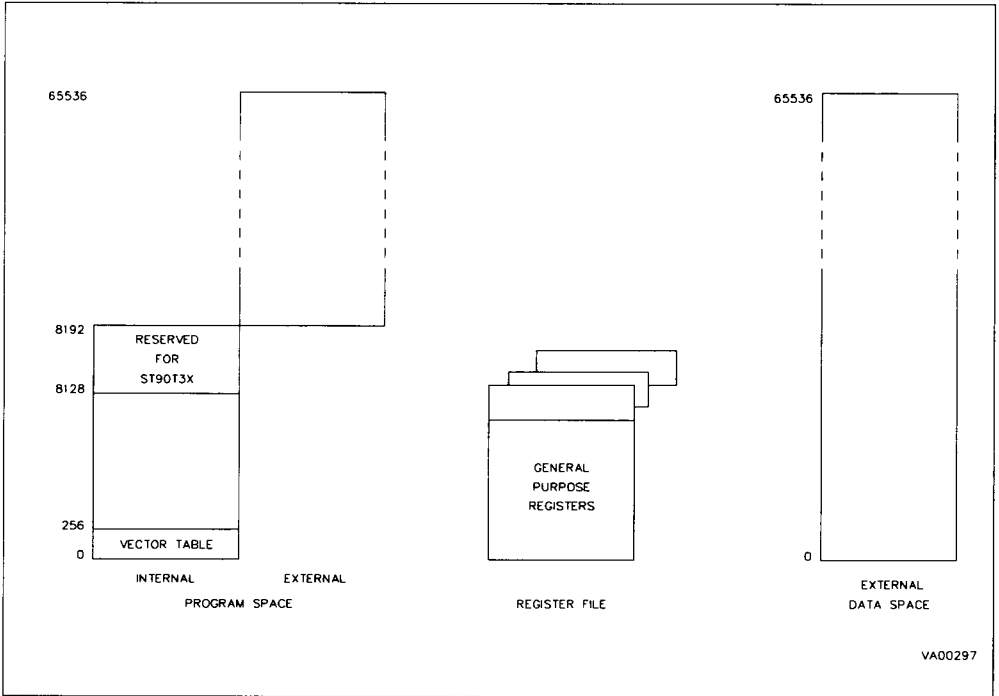 65536
65536
8192
RESERVED
FOR
ST90T3X
8128
GENERAL
PURPOSE
REGISTERS
256
VECTOR TABLE
0
0
INTERNAL
EXTERNAL
EXTERNAL
PROGRAM SPACE
REGISTER FILE
DATA SPACE
VA00297